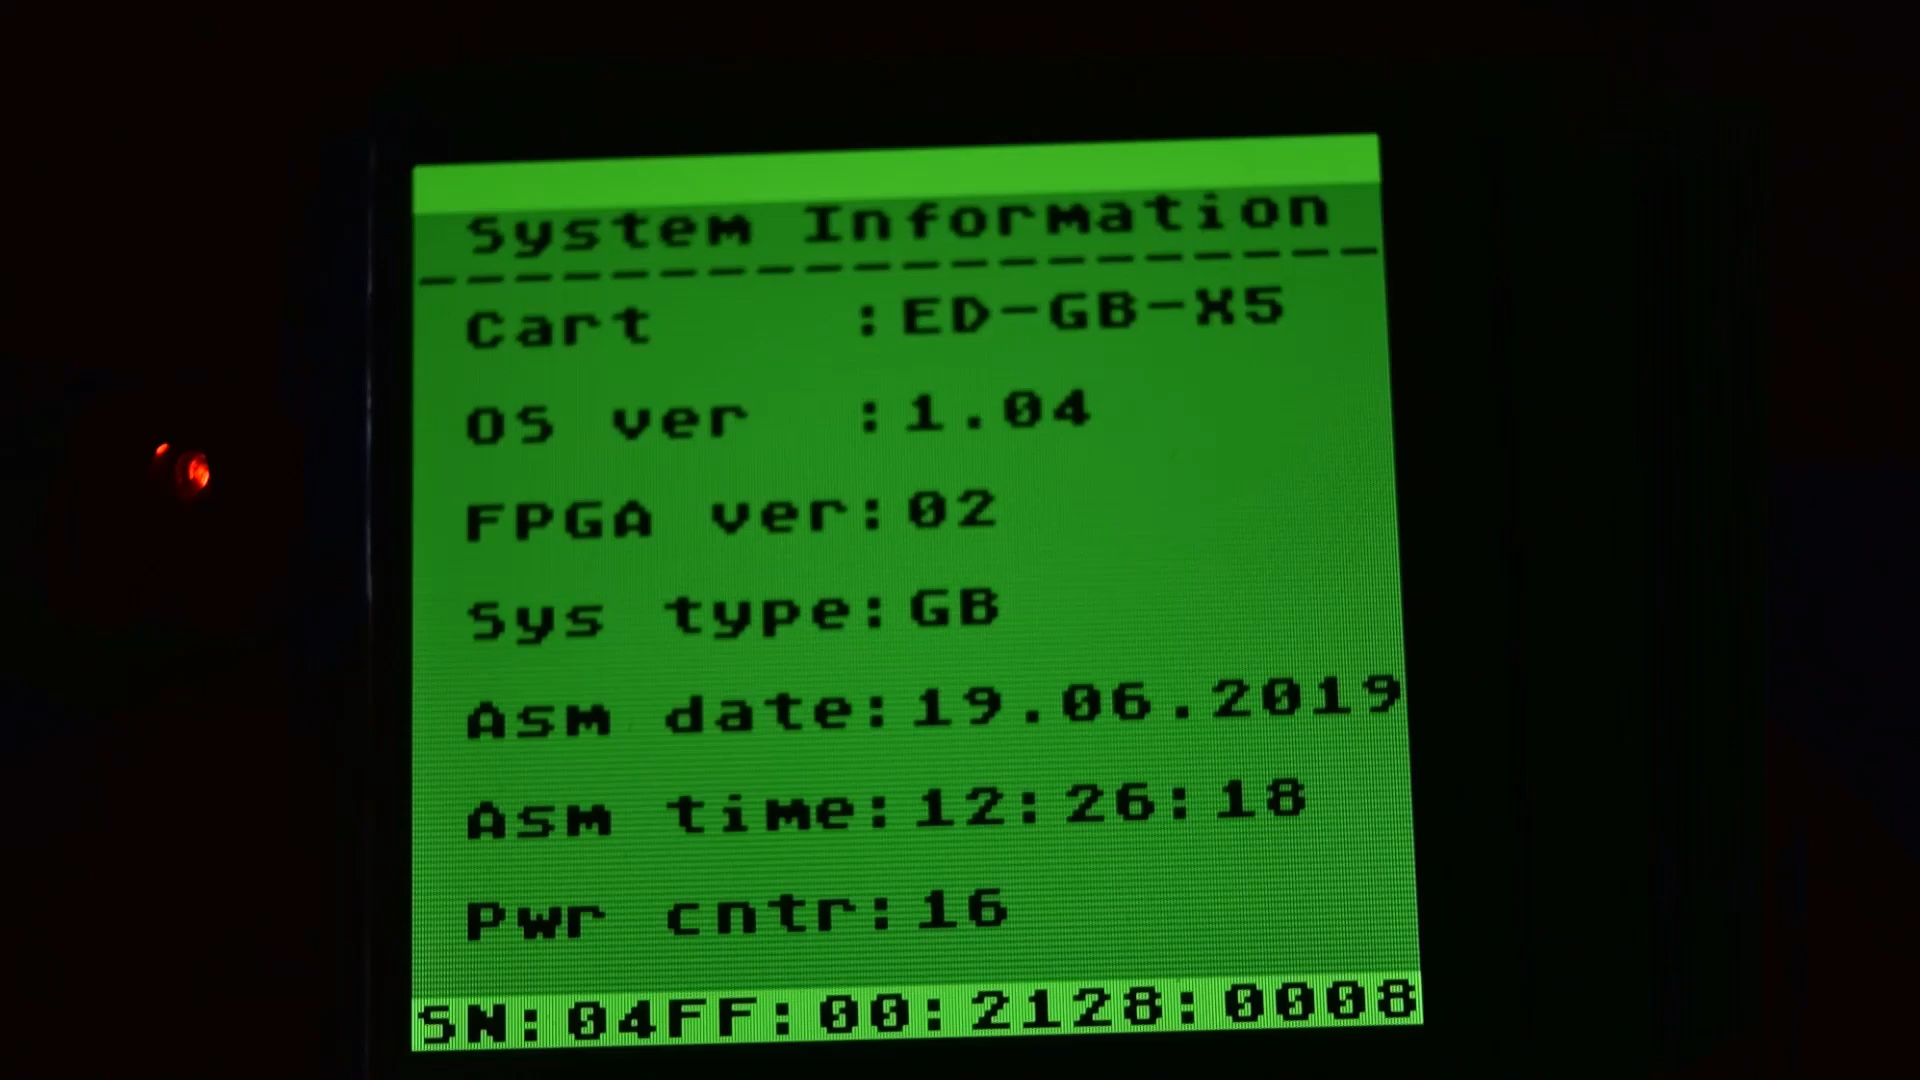 System Information
--------------------
Cart    :ED-GB-X5
OS ver  :1.04
FPGA ver:02
Sys type:GB
Asm date:19.06.2019
Asm time:12:26:18
Pwr cntr:16
SN:04FF:00:2128:0008